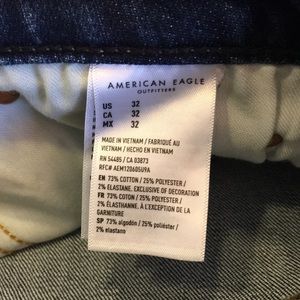 AMERICAN EAGLE
OUTFITTERS
US 32
CA 32
MX 32
MADE IN VIETNAM / FABRIQUÉ AU
VIETNAM / HECHO EN VIETNAM
RN 54485 / CA 03873
RFC# AEM120605U9A
EN 73% COTTON / 25% POLYESTER /
2% ELASTANE, EXCLUSIVE OF DECORATION
FR 73% COTON / 25% POLYESTER /
2% ÉLASTHANNE, À L'EXCEPTION DE LA
GARNITURE
SP 73% algodón / 25% poliéster /
2% elastano